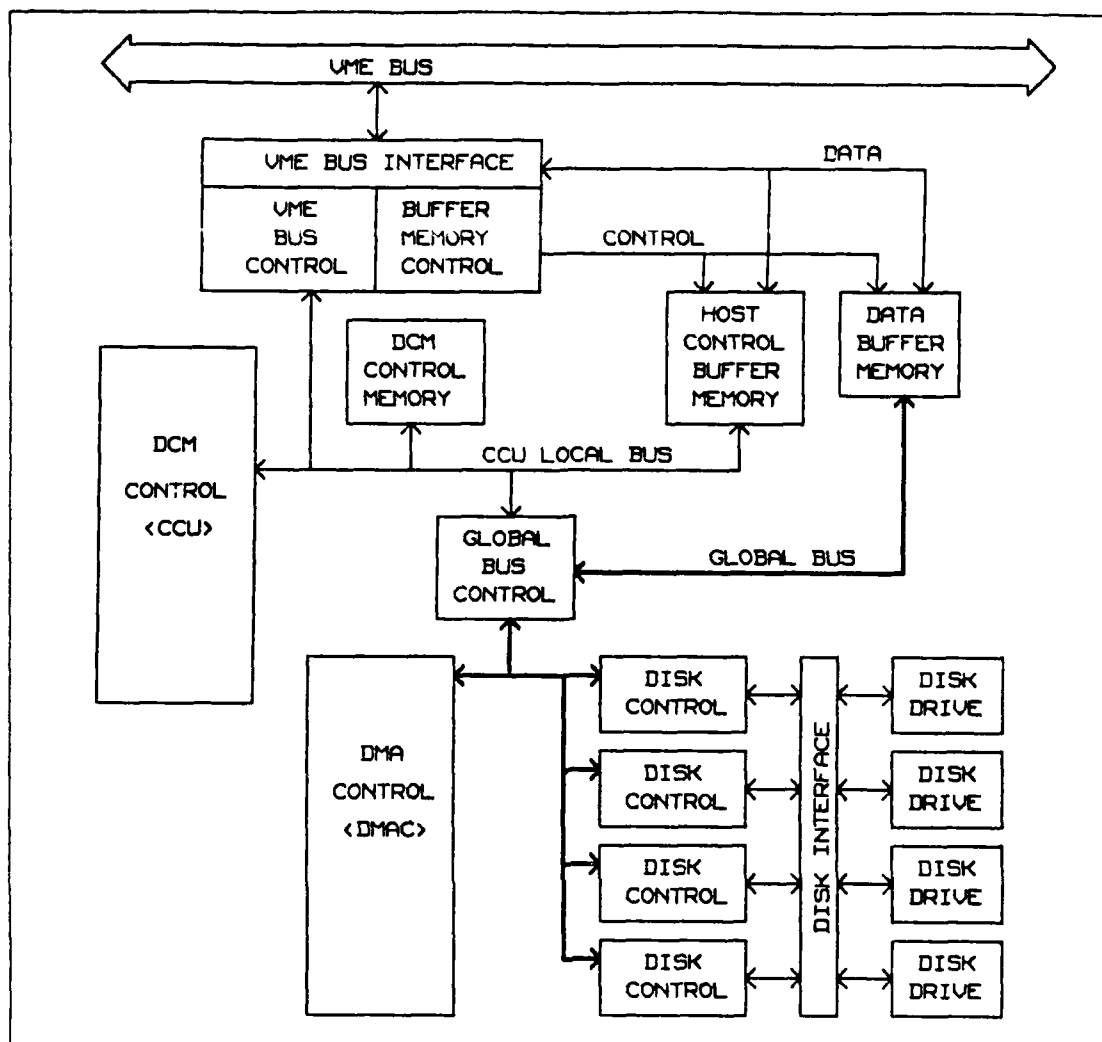 VME BUS
VME BUS INTERFACE
DATA
VME
BUS
CONTROL
BUFFER
MEMORY
CONTROL
CONTROL
HOST
CONTROL
BUFFER
MEMORY
DATA
BUFFER
MEMORY
DCM
CONTROL
MEMORY
DCM
CONTROL
<CCU>
CCU LOCAL BUS
GLOBAL
BUS
CONTROL
GLOBAL BUS
DMA
CONTROL
<DMAC>
DISK
CONTROL
DISK
CONTROL
DISK
CONTROL
DISK
CONTROL
DISK INTERFACE
DISK
DRIVE
DISK
DRIVE
DISK
DRIVE
DISK
DRIVE